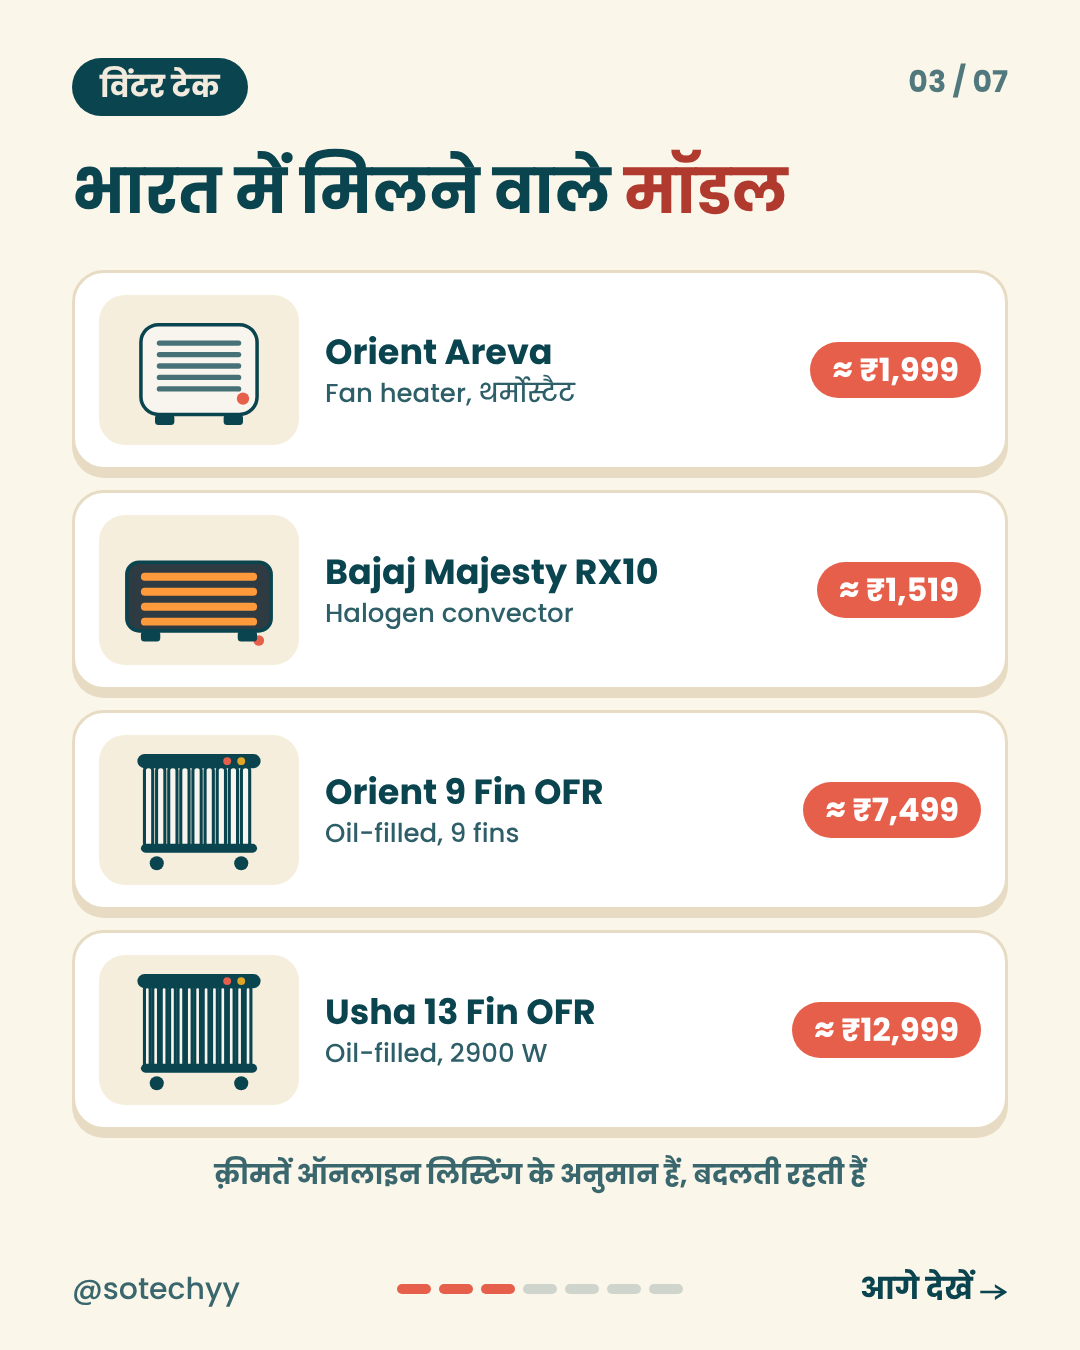 विंटर टेक
03 / 07
भारत में मिलने वाले मॉडल
Orient Areva
Fan heater, थर्मोस्टैट
≈ ₹1,999
Bajaj Majesty RX10
Halogen convector
≈ ₹1,519
Orient 9 Fin OFR
Oil-filled, 9 fins
≈ ₹7,499
Usha 13 Fin OFR
Oil-filled, 2900 W
≈ ₹12,999
क़ीमतें ऑनलाइन लिस्टिंग के अनुमान हैं, बदलती रहती हैं
@sotechyy
आगे देखें →